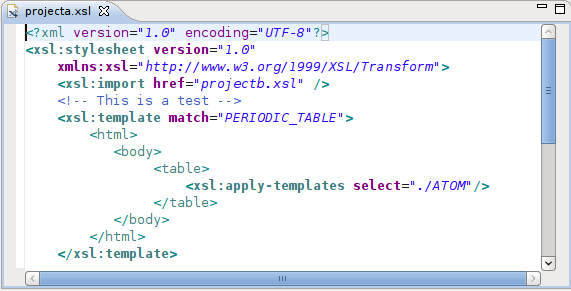 projecta.xsl
<?xml version="1.0" encoding="UTF-8"?>
<xsl:stylesheet version="1.0"
    xmlns:xsl="http://www.w3.org/1999/XSL/Transform">
    <xsl:import href="projectb.xsl" />
    <!-- This is a test -->
    <xsl:template match="PERIODIC_TABLE">
        <html>
           <body>
                <table>
                    <xsl:apply-templates select="./ATOM"/>
                </table>
           </body>
        </html>
    </xsl:template>